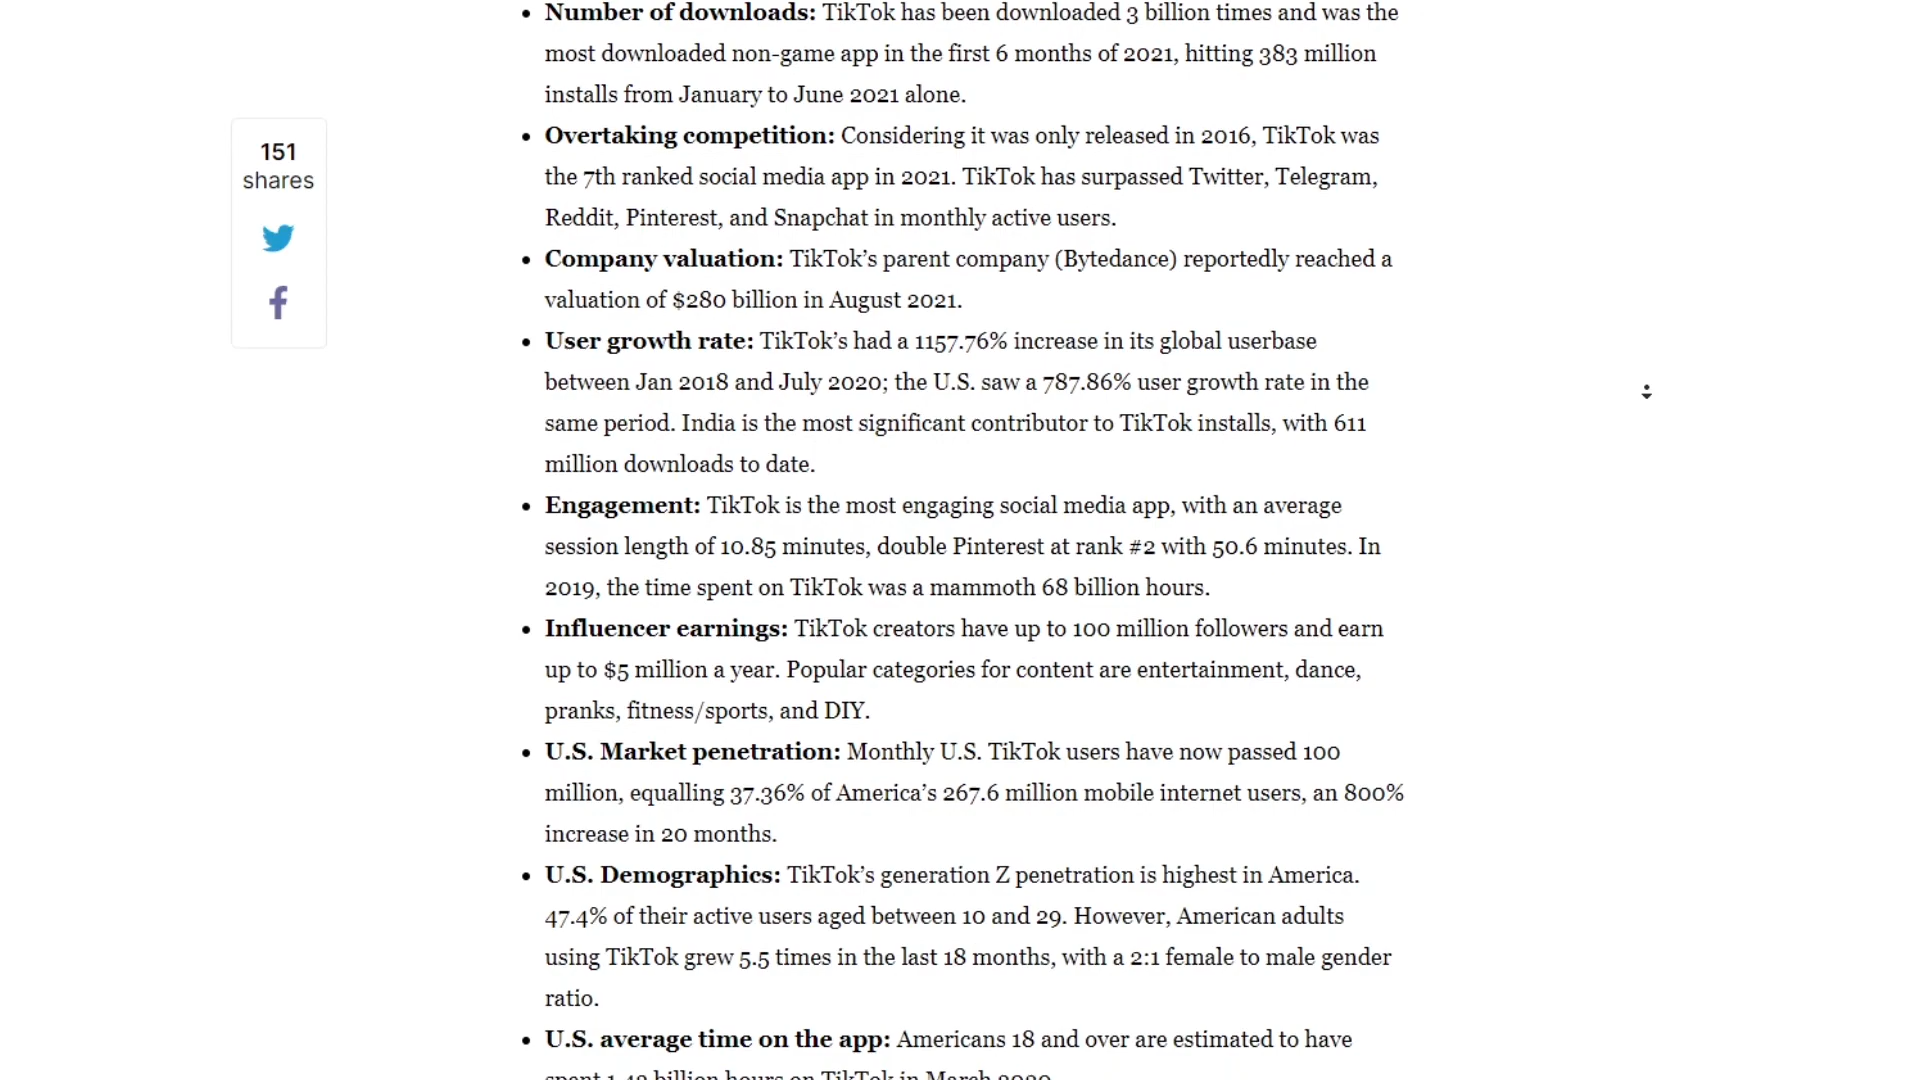 Number of downloads: TikTok has been downloaded 3 billion times and was the
most downloaded non-game app in the first 6 months of 2021, hitting 383 million
installs from January to June 2021 alone.
151
shares
Overtaking competition: Considering it was only released in 2016, TikTok was
the 7th ranked social media app in 2021. TikTok has surpassed Twitter, Telegram,
Reddit, Pinterest, and Snapchat in monthly active users.
Company valuation: TikTok’s parent company (Bytedance) reportedly reached a
valuation of $280 billion in August 2021.
User growth rate: TikTok’s had a 1157.76% increase in its global userbase
between Jan 2018 and July 2020; the U.S. saw a 787.86% user growth rate in the
same period. India is the most significant contributor to TikTok installs, with 611
million downloads to date.
Engagement: TikTok is the most engaging social media app, with an average
session length of 10.85 minutes, double Pinterest at rank #2 with 50.6 minutes. In
2019, the time spent on TikTok was a mammoth 68 billion hours.
Influencer earnings: TikTok creators have up to 100 million followers and earn
up to $5 million a year. Popular categories for content are entertainment, dance,
pranks, fitness/sports, and DIY.
U.S. Market penetration: Monthly U.S. TikTok users have now passed 100
million, equalling 37.36% of America’s 267.6 million mobile internet users, an 800%
increase in 20 months.
U.S. Demographics: TikTok’s generation Z penetration is highest in America.
47.4% of their active users aged between 10 and 29. However, American adults
using TikTok grew 5.5 times in the last 18 months, with a 2:1 female to male gender
ratio.
U.S. average time on the app: Americans 18 and over are estimated to have
billion hours on TikTok in March